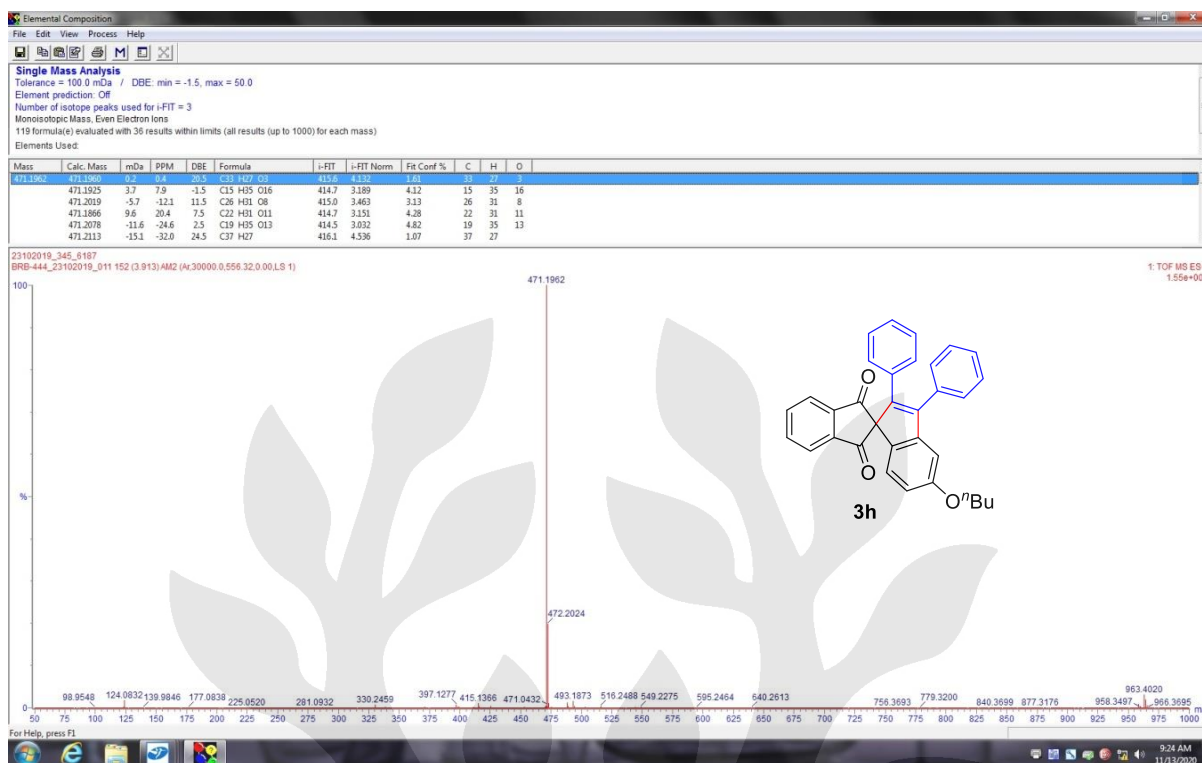 Elemental Composition
File Edit View Process Help
Single Mass Analysis
Tolerance = 100.0 mDa / DBE: min = -1.5, max = 50.0
Element prediction: Off
Number of isotope peaks used for i-FIT = 3
Monoisotopic Mass, Even Electron Ions
119 formula(e) evaluated with 36 results within limits (all results (up to 1000) for each mass)
Elements Used:
Mass Calc. Mass mDa PPM DBE Formula i-FIT i-FIT Norm Fit Conf % C H O
471.1962 471.1960 0.2 0.4 20.5 C33 H27 O3 415.6 4.132 1.61 33 27 3
471.1925 3.7 7.9 -1.5 C15 H35 O16 414.7 3.189 4.12 15 35 16
471.2019 -5.7 -12.1 11.5 C26 H31 O8 415.0 3.463 3.13 26 31 8
471.1866 9.6 20.4 7.5 C22 H31 O11 414.7 3.151 4.28 22 31 11
471.2078 -11.6 -24.6 2.5 C19 H35 O13 414.5 3.032 4.82 19 35 13
471.2113 -15.1 -32.0 24.5 C37 H27 416.1 4.536 1.07 37 27
23102019_345_6187
BRB-444_23102019_011 152 (3.913) AM2 (Ar,30000.0,556.32,0.00,LS 1)
1: TOF MS ES
1.55e+00
100
471.1962
O
O
O
nBu
3h
%
472.2024
98.9548 124.0832 139.9846 177.0838 225.0520 281.0932 330.2459 397.1277 415.1366 471.0432 493.1873 516.2488 549.2275 595.2464 640.2613 756.3693 779.3200 840.3699 877.3176 958.3497 963.4020 966.3695
0
50 75 100 125 150 175 200 225 250 275 300 325 350 375 400 425 450 475 500 525 550 575 600 625 650 675 700 725 750 775 800 825 850 875 900 925 950 975 1000
For Help, press F1
9:24 AM
11/13/2020